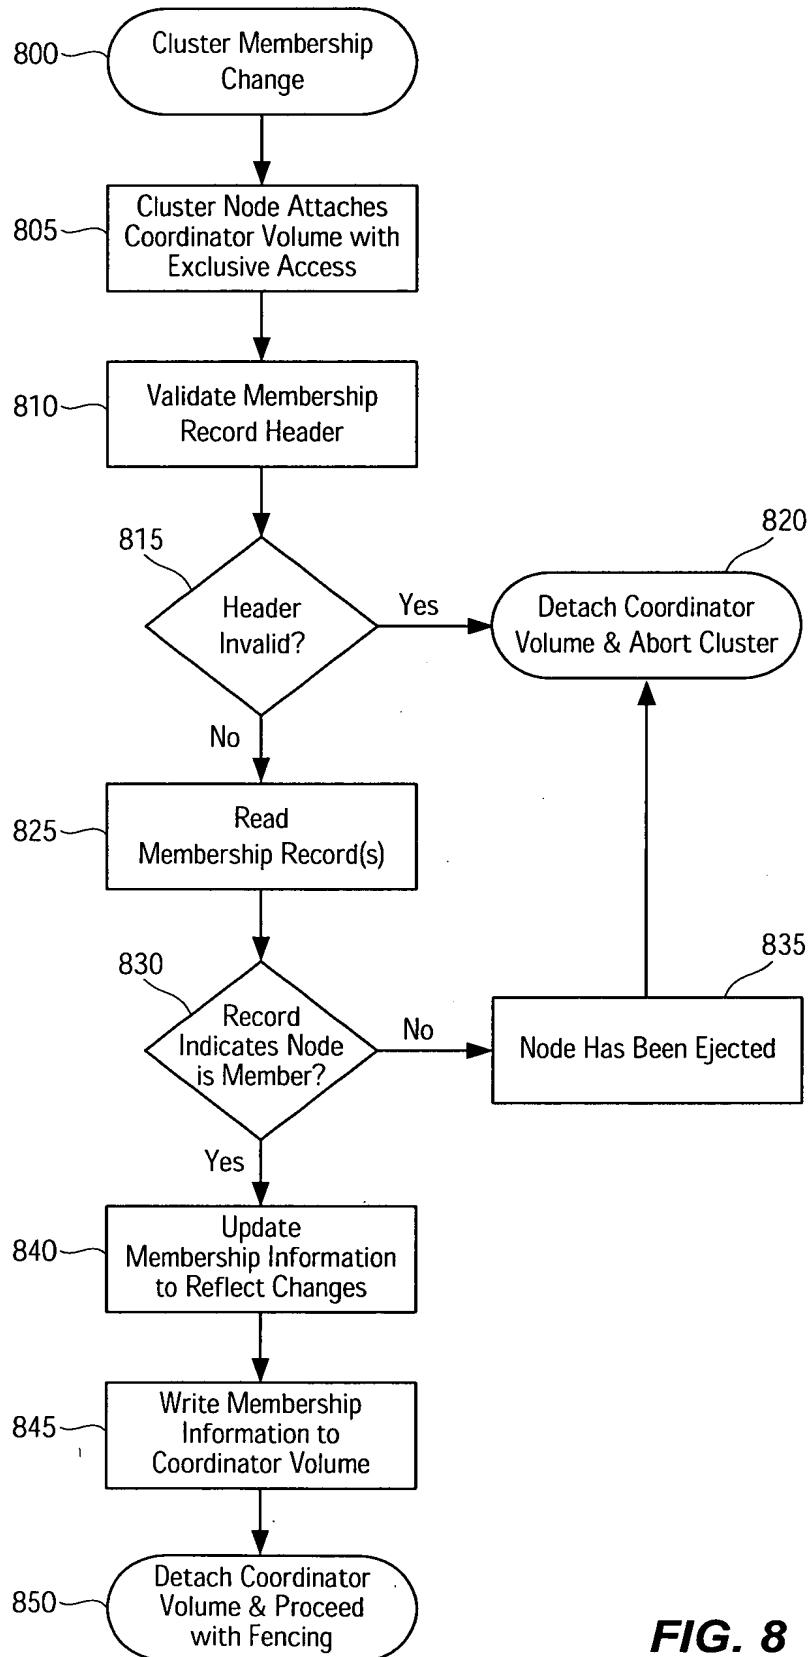 800
Cluster Membership
Change
805
Cluster Node Attaches
Coordinator Volume with
Exclusive Access
810
Validate Membership
Record Header
815
Header
Invalid?
Yes
820
Detach Coordinator
Volume & Abort Cluster
No
825
Read
Membership Record(s)
830
Record
Indicates Node
is Member?
No
835
Node Has Been Ejected
Yes
840
Update
Membership Information
to Reflect Changes
845
Write Membership
Information to
Coordinator Volume
850
Detach Coordinator
Volume & Proceed
with Fencing
FIG. 8